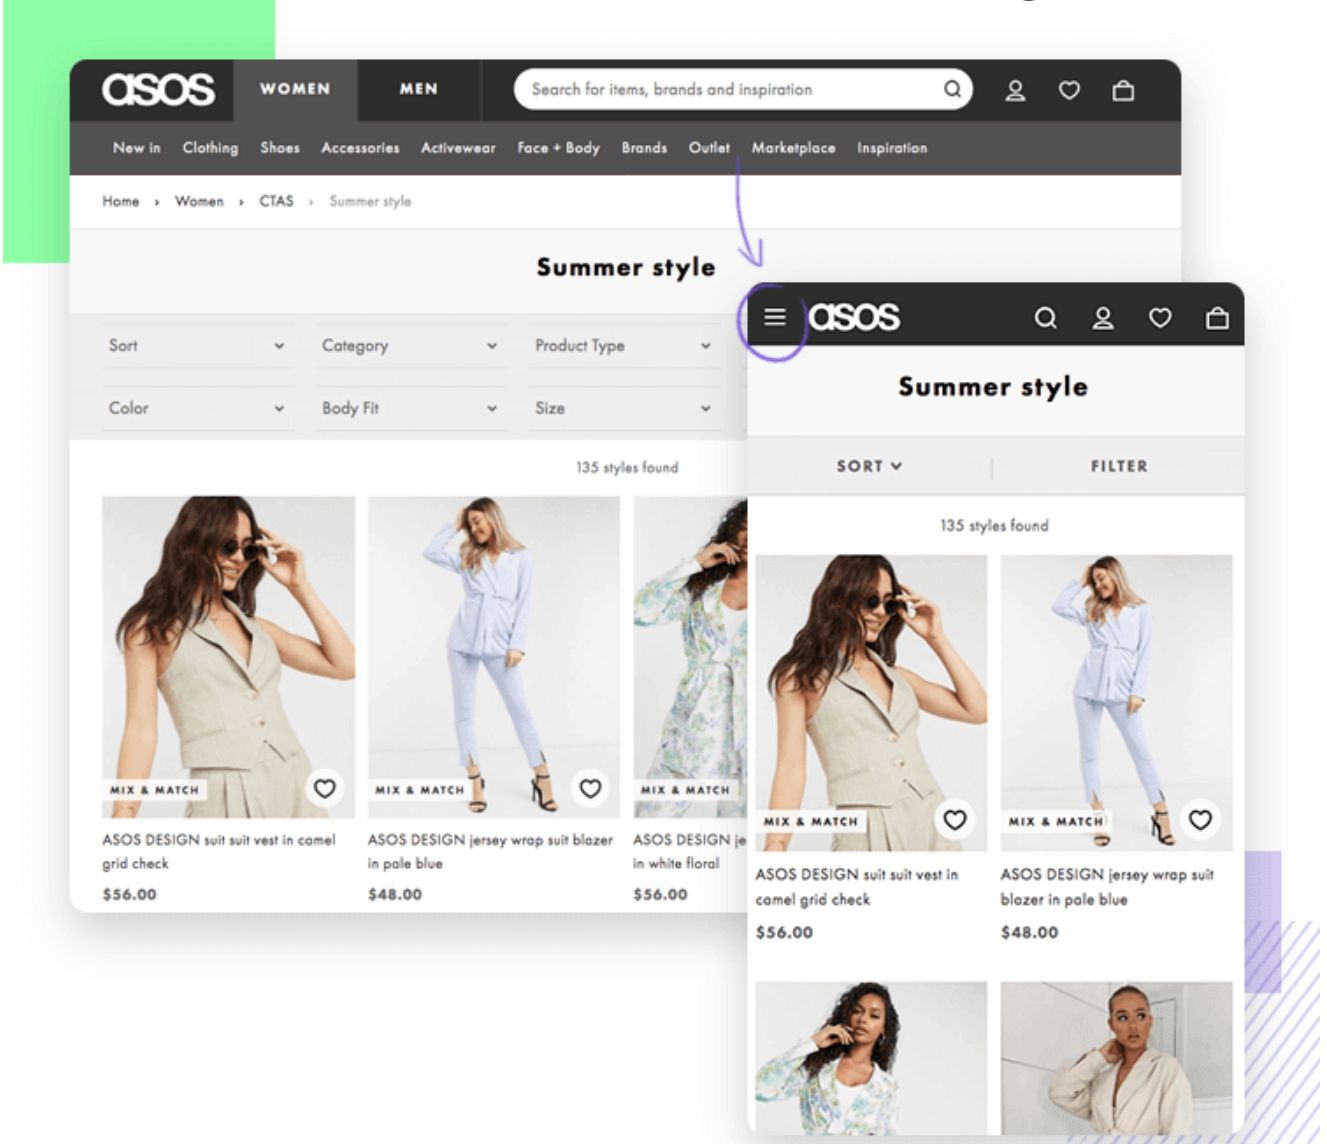 asos
WOMEN
MEN
Search for items, brands and inspiration
New in Clothing Shoes Accessories Activewear Face + Body Brands Outlet Marketplace Inspiration
Home › Women › CTAS › Summer style
Summer style
Sort Category Product Type
Color Body Fit Size
135 styles found
MIX & MATCH MIX & MATCH MIX & MATCH
ASOS DESIGN suit suit vest in camel
grid check
$56.00
ASOS DESIGN jersey wrap suit blazer
in pale blue
$48.00
ASOS DESIGN je
in white floral
$56.00
asos
Summer style
SORT FILTER
135 styles found
MIX & MATCH MIX & MATCH
ASOS DESIGN suit suit vest in
camel grid check
$56.00
ASOS DESIGN jersey wrap suit
blazer in pale blue
$48.00